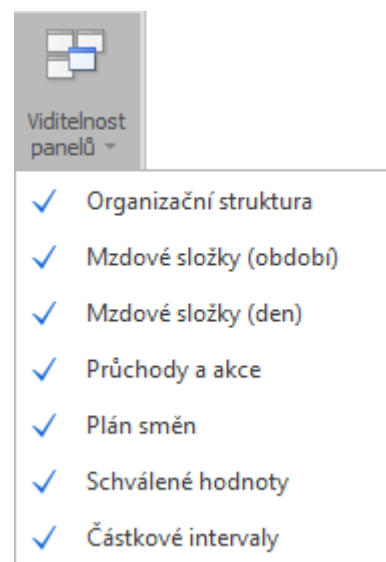 Viditelnost
panelů
Organizační struktura
Mzdové složky (období)
Mzdové složky (den)
Průchody a akce
Plán směn
Schválené hodnoty
Částkové intervaly